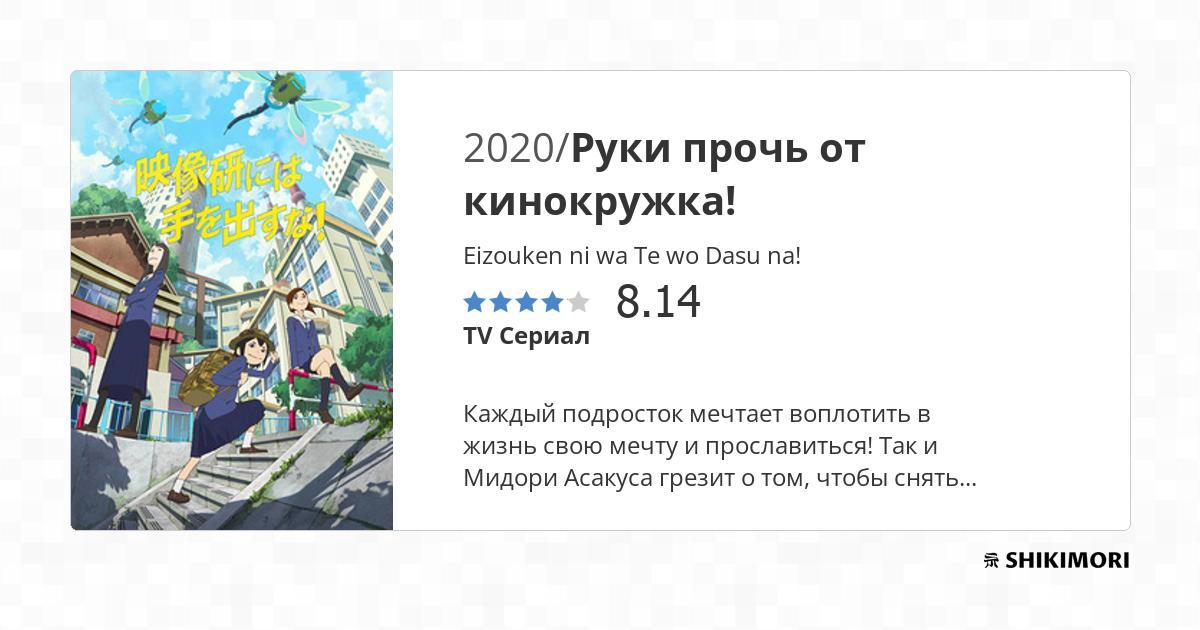 映像研には
手を出すな!
2020/Руки прочь от
кинокружка!
Eizouken ni wa Te wo Dasu na!
8.14
TV Сериал
Каждый подросток мечтает воплотить в
жизнь свою мечту и прославиться! Так и
Мидори Асакуса грезит о том, чтобы снять...
SHIKIMORI